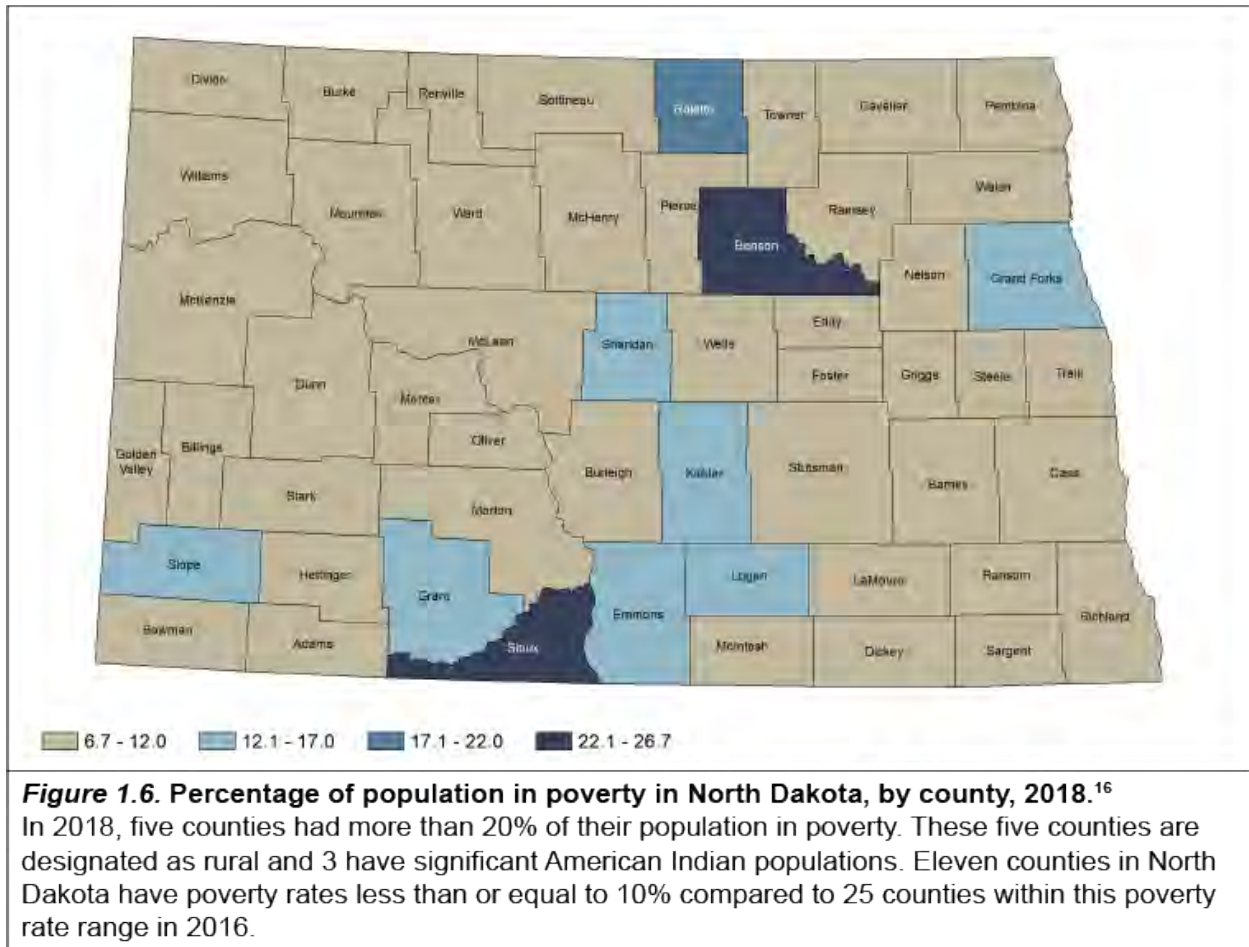 Divide
Burke
Renville
Bottineau
Rolette
Towner
Cavalier
Pembina
Williams
Mountrail
Ward
McHenry
Pierce
Benson
Ramsey
Walsh
Nelson
Grand Forks
McKenzie
McLean
Sheridan
Wells
Eddy
Foster
Griggs
Steele
Traill
Dunn
Mercer
Oliver
Golden
Valley
Billings
Stark
Burleigh
Kidder
Stutsman
Barnes
Cass
Morton
Slope
Hettinger
Grant
Sioux
Emmons
Logan
LaMoure
Ransom
Richland
Bowman
Adams
McIntosh
Dickey
Sargent
6.7 - 12.0 12.1 - 17.0 17.1 - 22.0 22.1 - 26.7
Figure 1.6. Percentage of population in poverty in North Dakota, by county, 2018.16
In 2018, five counties had more than 20% of their population in poverty. These five counties are
designated as rural and 3 have significant American Indian populations. Eleven counties in North
Dakota have poverty rates less than or equal to 10% compared to 25 counties within this poverty
rate range in 2016.